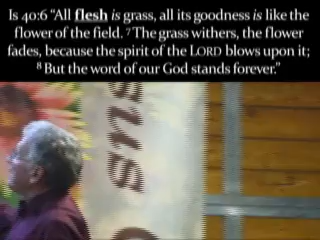 Is 40:6 “All flesh is grass, all its goodness is like the
flower of the field. ⁷ The grass withers, the flower
fades, because the spirit of the LORD blows upon it;
⁸ But the word of our God stands forever.”
sus